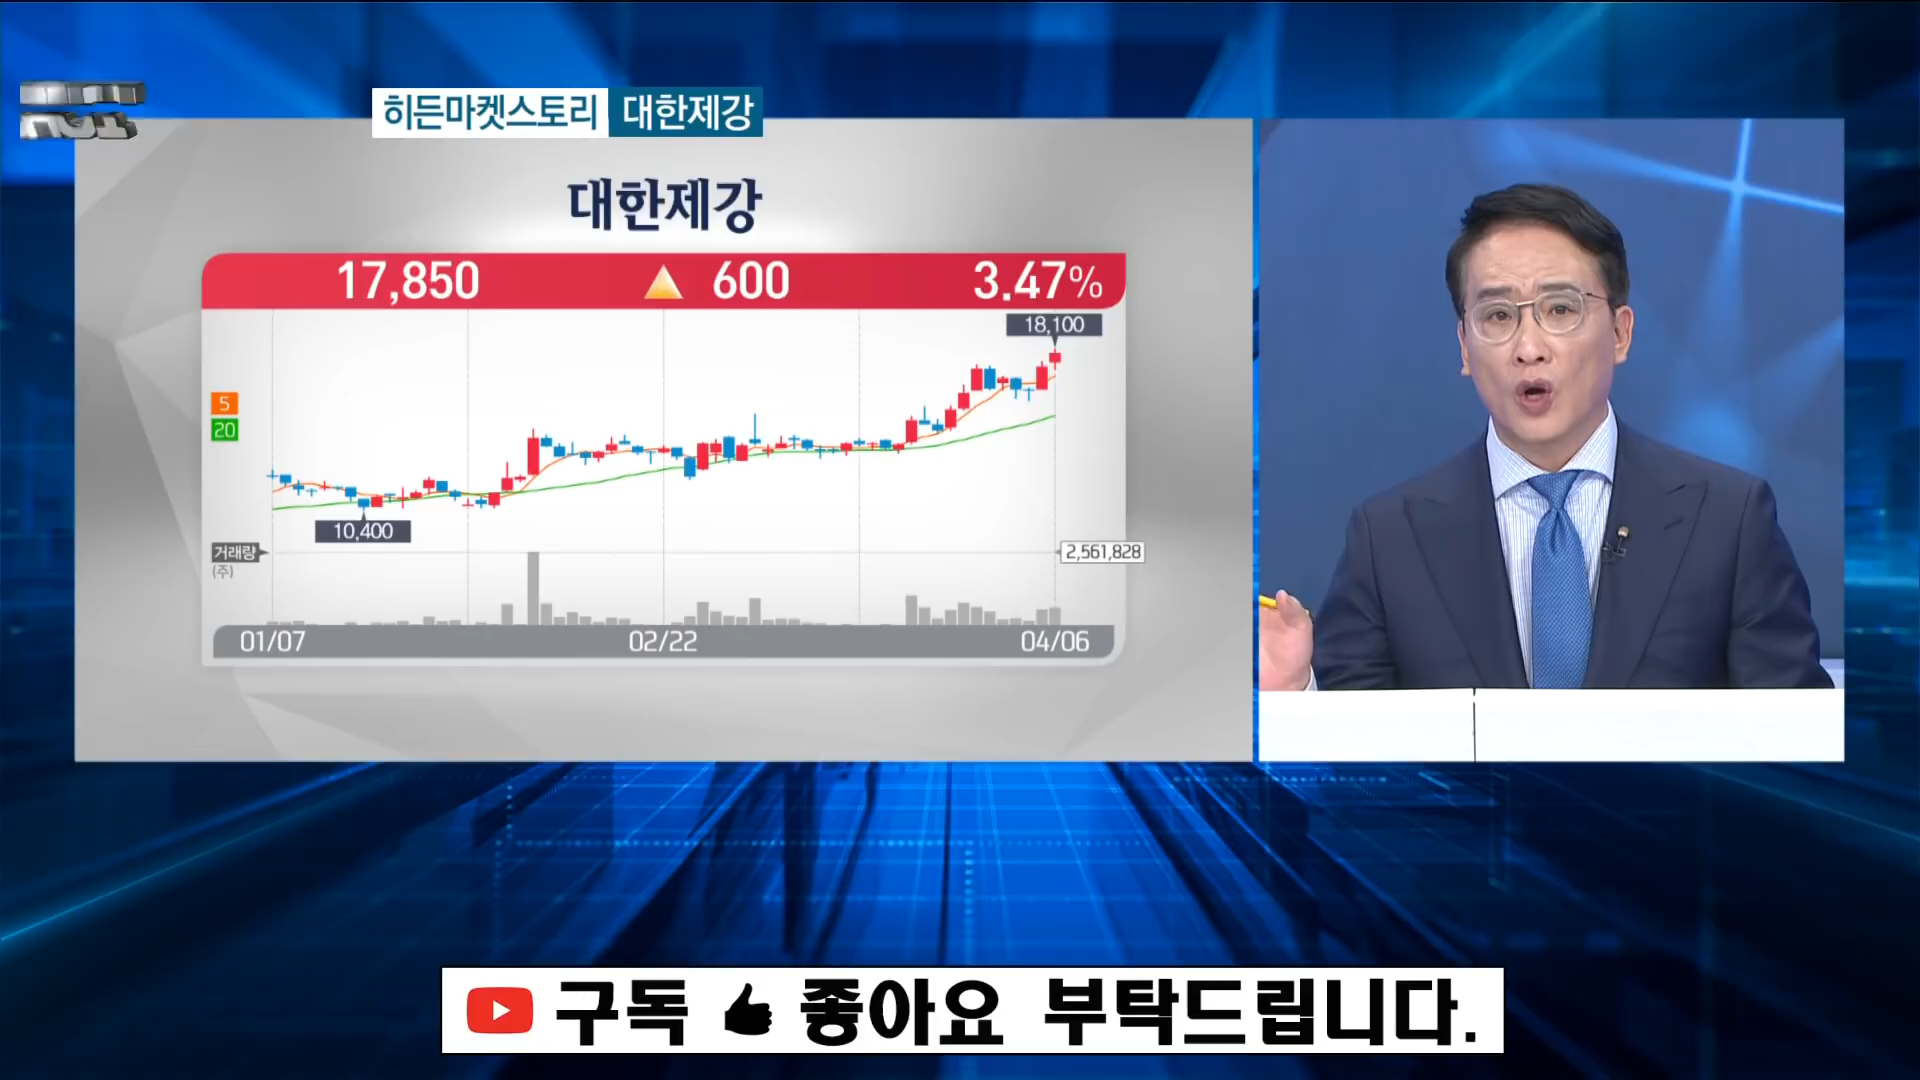 히든마켓스토리 대한제강
대한제강
17,850 ▲ 600 3.47%
18,100
5
20
10,400
거래량
(주)
2,561,828
01/07 02/22 04/06
구독 좋아요 부탁드립니다.